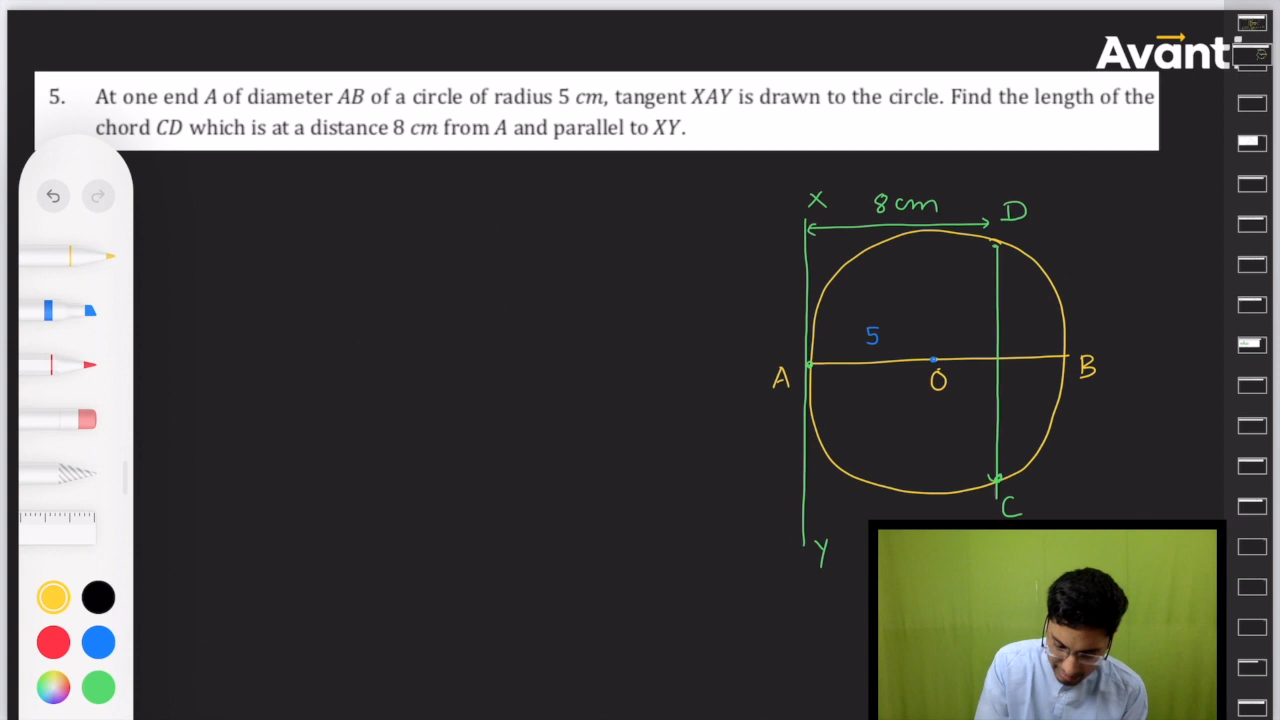 Avant
5. At one end A of diameter AB of a circle of radius 5 cm, tangent XAY is drawn to the circle. Find the length of the
chord CD which is at a distance 8 cm from A and parallel to XY.
X 8 cm D
5
A O B
C
Y